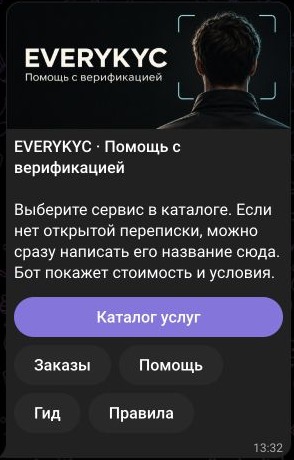 EVERYKYC
Помощь с верификацией
EVERYKYC · Помощь с
верификацией
Выберите сервис в каталоге. Если
нет открытой переписки, можно
сразу написать его название сюда.
Бот покажет стоимость и условия.
Каталог услуг
Заказы
Помощь
Гид
Правила
13:32